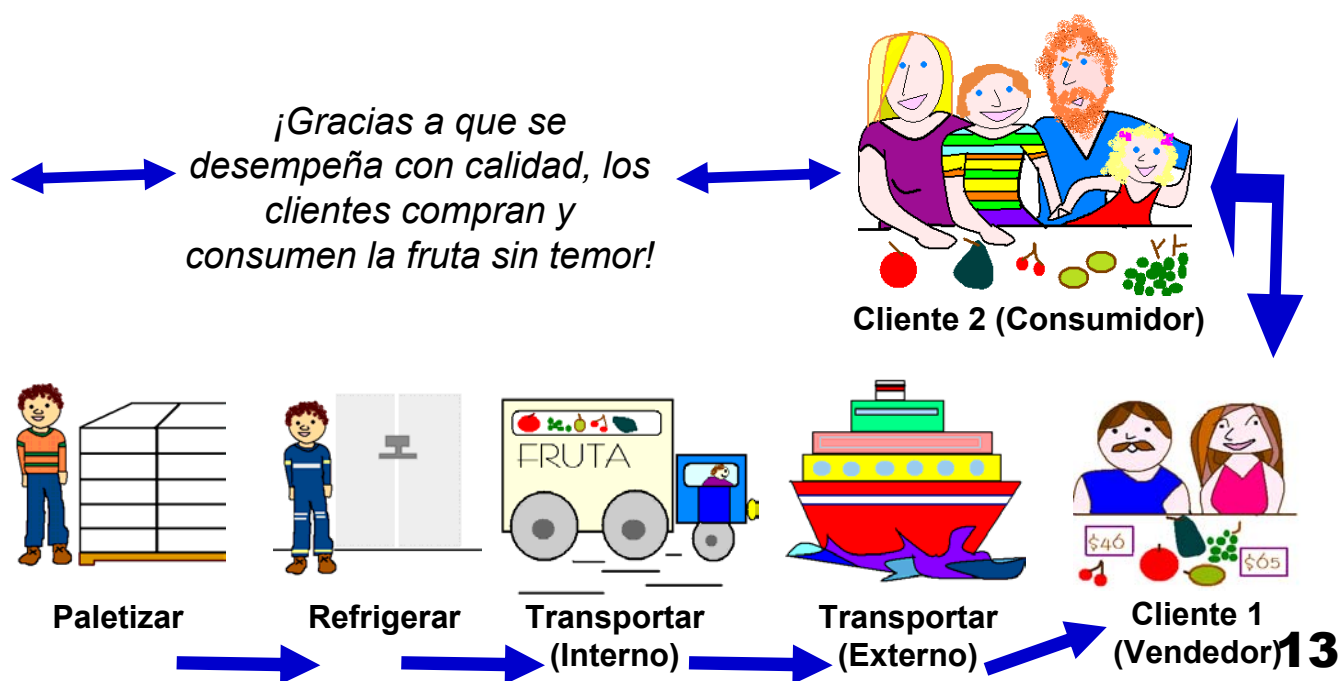 ¡Gracias a que se
desempeña con calidad, los
clientes compran y
consumen la fruta sin temor!
Cliente 2 (Consumidor)
FRUTA
$46
$65
Paletizar
Refrigerar
Transportar
(Interno)
Transportar
(Externo)
Cliente 1
(Vendedor)
13